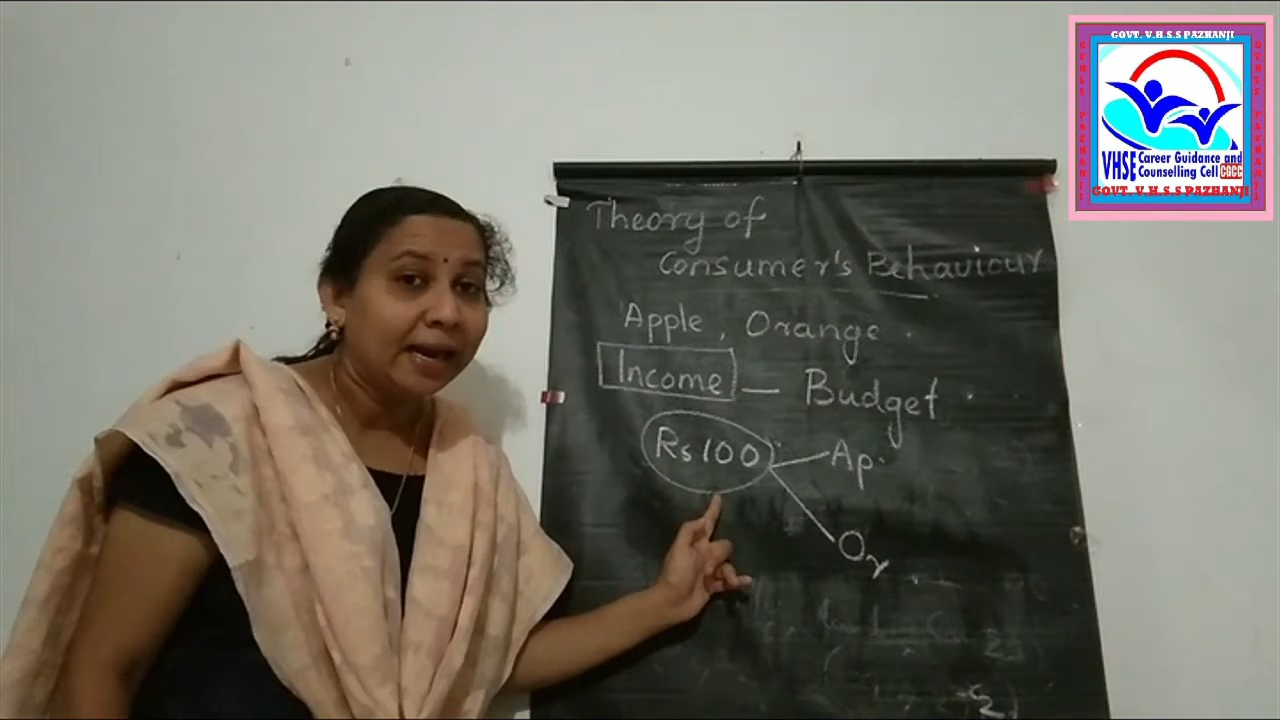 GOVT. V.H.S.S PAZHANJI
VHSE Career Guidance and
Counselling Cell CGCC
GOVT. V.H.S.S PAZHANJI
Theory of
Consumer's Behaviour
Apple, Orange.
Income — Budget.
Rs 100
Ap.
Or